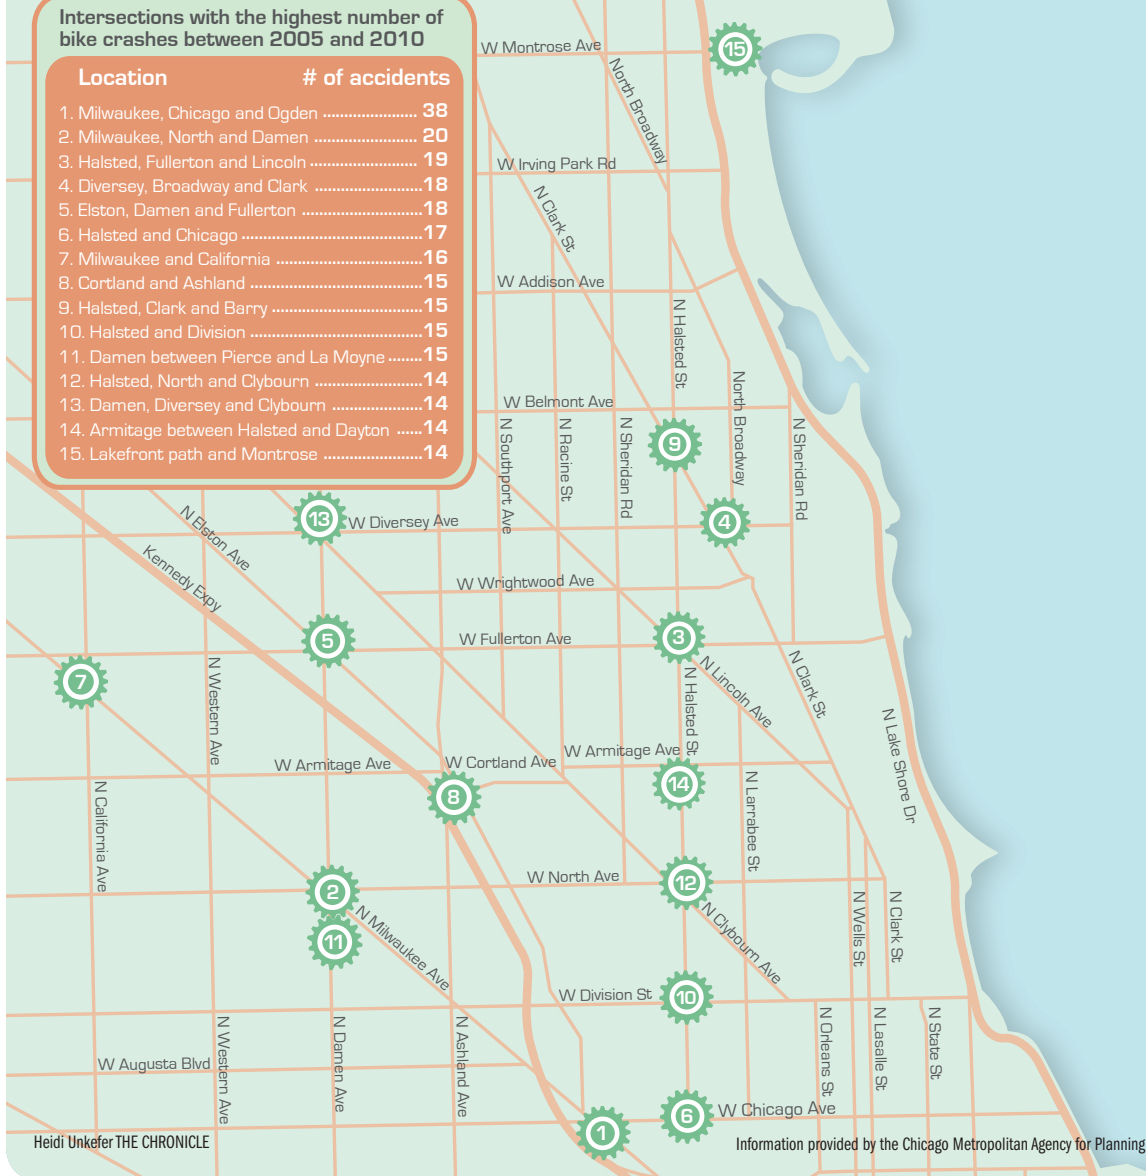 Intersections with the highest number of
bike crashes between 2005 and 2010
Location # of accidents
1. Milwaukee, Chicago and Ogden ...................... 38
2. Milwaukee, North and Damen ........................ 20
3. Halsted, Fullerton and Lincoln ......................... 19
4. Diversey, Broadway and Clark .........................18
5. Elston, Damen and Fullerton ............................18
6. Halsted and Chicago ..........................................17
7. Milwaukee and California ..................................16
8. Cortland and Ashland ........................................15
9. Halsted, Clark and Barry ...................................15
10. Halsted and Division ........................................15
11. Damen between Pierce and La Moyne ........15
12. Halsted, North and Clybourn .........................14
13. Damen, Diversey and Clybourn .....................14
14. Armitage between Halsted and Dayton ......14
15. Lakefront path and Montrose .......................14
W Montrose Ave
15
North Broadway
W Irving Park Rd
N Clark St
W Addison Ave
N Halsted St
North Broadway
W Belmont Ave
N Southport Ave
N Racine St
N Sheridan Rd
9
N Sheridan Rd
N Elston Ave
13
W Diversey Ave
4
Kennedy Expy
W Wrightwood Ave
5
W Fullerton Ave
3
7
N Western Ave
N Lincoln Ave
N Halsted St
N Clark St
N Lake Shore Dr
W Armitage Ave
W Cortland Ave
W Armitage Ave
N California Ave
8
14
N Larrabee St
2
W North Ave
12
11
N Milwaukee Ave
N Clybourn Ave
N Wells St
N Clark St
W Division St
10
N Western Ave
N Damen Ave
N Ashland Ave
N Orleans St
N Lasalle St
N State St
W Augusta Blvd
1
6
W Chicago Ave
Heidi Unkefer THE CHRONICLE
Information provided by the Chicago Metropolitan Agency for Planning